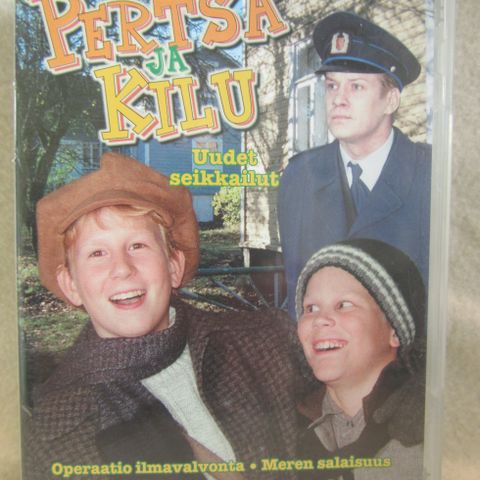 PERTSA
JA
KILU
Uudet
seikkailut
Operaatio ilmavalvonta • Meren salaisuus